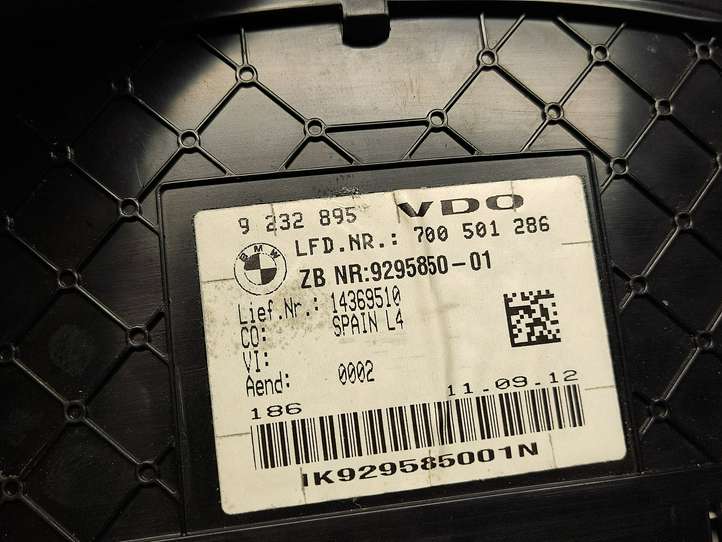 9 232 895 VDO
LFD.NR.: 700 501 286
BMW
ZB NR:9295850-01
Lief.Nr.: 14369510
CO: SPAIN L4
VI:
Aend: 0002
186 11.09.12
IK929585001N